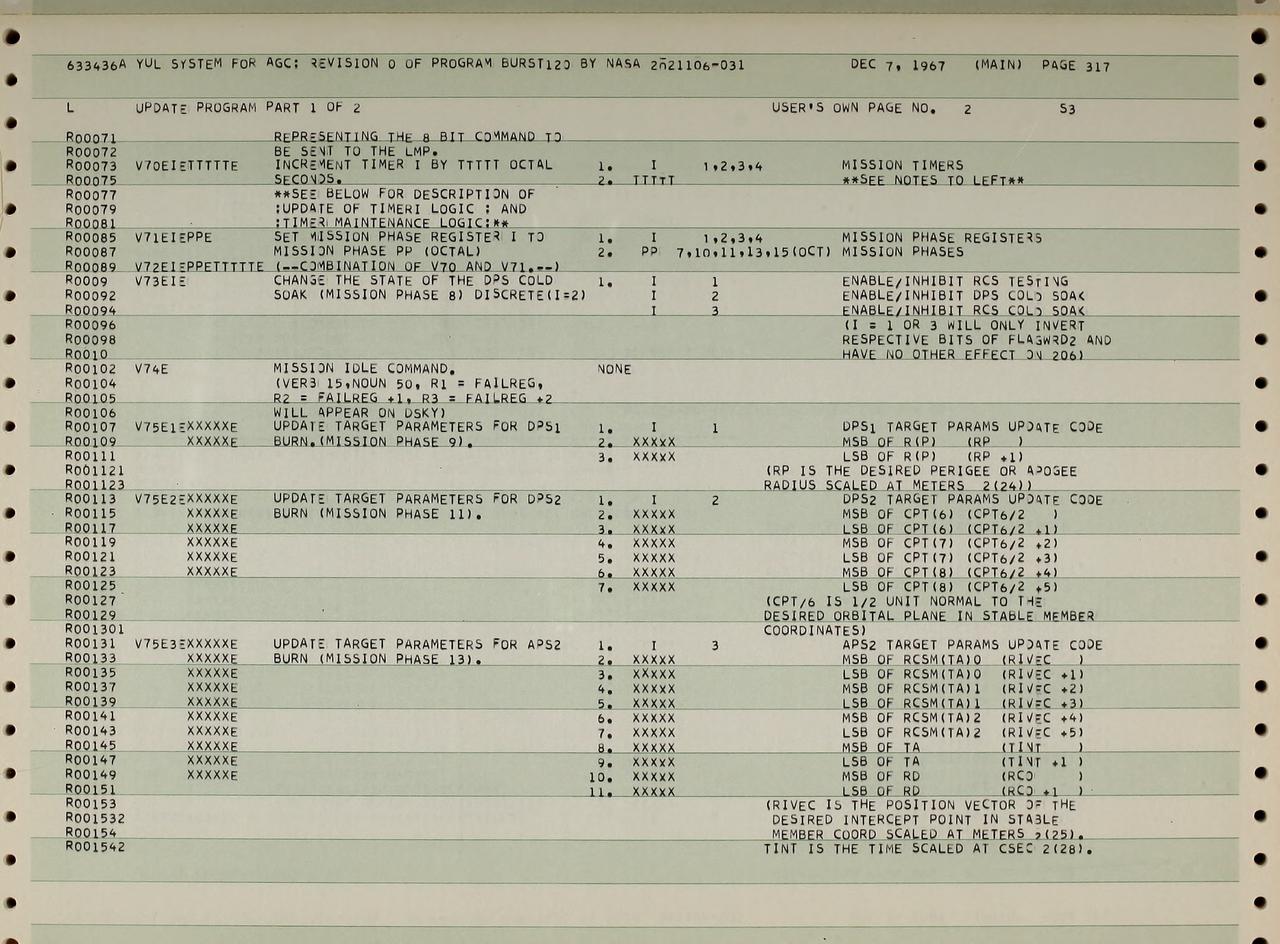 633436A YUL SYSTEM FOR AGC: REVISION 0 OF PROGRAM BURST120 BY NASA 2021106-031 DEC 7, 1967 (MAIN) PAGE 317
L UPDATE PROGRAM PART 1 OF 2 USER'S OWN PAGE NO. 2 S3
R00071 REPRESENTING THE 8 BIT COMMAND TO
R00072 BE SENT TO THE LMP.
R00073 V70EIETTTTTE INCREMENT TIMER I BY TTTTT OCTAL 1. I 1,2,3,4 MISSION TIMERS
R00075 SECONDS. 2. TTTTT **SEE NOTES TO LEFT**
R00077 **SEE BELOW FOR DESCRIPTION OF
R00079 :UPDATE OF TIMERI LOGIC : AND
R00081 :TIMER MAINTENANCE LOGIC:**
R00085 V71EIEPPE SET MISSION PHASE REGISTER I TO 1. I 1,2,3,4 MISSION PHASE REGISTERS
R00087 MISSION PHASE PP (OCTAL) 2. PP 7,10,11,13,15(OCT) MISSION PHASES
R00089 V72EIEPPETTTTTE (--COMBINATION OF V70 AND V71.--)
R0009 V73EIE CHANGE THE STATE OF THE DPS COLD 1. I 1 ENABLE/INHIBIT RCS TESTING
R00092 SOAK (MISSION PHASE 8) DISCRETE(I=2) I 2 ENABLE/INHIBIT DPS COLD SOAK
R00094 I 3 ENABLE/INHIBIT RCS COLD SOAK
R00096 (I = 1 OR 3 WILL ONLY INVERT
R00098 RESPECTIVE BITS OF FLAGWRD2 AND
R0010 HAVE NO OTHER EFFECT ON 206)
R00102 V74E MISSION IDLE COMMAND. NONE
R00104 (VERB 15,NOUN 50, R1 = FAILREG,
R00105 R2 = FAILREG +1, R3 = FAILREG +2
R00106 WILL APPEAR ON DSKY)
R00107 V75E1EXXXXXE UPDATE TARGET PARAMETERS FOR DPS1 1. I 1 DPS1 TARGET PARAMS UPDATE CODE
R00109 XXXXXE BURN.(MISSION PHASE 9). 2. XXXXX MSB OF R(P) (RP )
R00111 3. XXXXX LSB OF R(P) (RP +1)
R001121 (RP IS THE DESIRED PERIGEE OR APOGEE
R001123 RADIUS SCALED AT METERS 2(24))
R00113 V75E2EXXXXXE UPDATE TARGET PARAMETERS FOR DPS2 1. I 2 DPS2 TARGET PARAMS UPDATE CODE
R00115 XXXXXE BURN (MISSION PHASE 11). 2. XXXXX MSB OF CPT(6) (CPT6/2 )
R00117 XXXXXE 3. XXXXX LSB OF CPT(6) (CPT6/2 +1)
R00119 XXXXXE 4. XXXXX MSB OF CPT(7) (CPT6/2 +2)
R00121 XXXXXE 5. XXXXX LSB OF CPT(7) (CPT6/2 +3)
R00123 XXXXXE 6. XXXXX MSB OF CPT(8) (CPT6/2 +4)
R00125 7. XXXXX LSB OF CPT(8) (CPT6/2 +5)
R00127 (CPT/6 IS 1/2 UNIT NORMAL TO THE
R00129 DESIRED ORBITAL PLANE IN STABLE MEMBER
R001301 COORDINATES)
R00131 V75E3EXXXXXE UPDATE TARGET PARAMETERS FOR APS2 1. I 3 APS2 TARGET PARAMS UPDATE CODE
R00133 XXXXXE BURN (MISSION PHASE 13). 2. XXXXX MSB OF RCSM(TA)0 (RIVEC )
R00135 XXXXXE 3. XXXXX LSB OF RCSM(TA)0 (RIVEC +1)
R00137 XXXXXE 4. XXXXX MSB OF RCSM(TA)1 (RIVEC +2)
R00139 XXXXXE 5. XXXXX LSB OF RCSM(TA)1 (RIVEC +3)
R00141 XXXXXE 6. XXXXX MSB OF RCSM(TA)2 (RIVEC +4)
R00143 XXXXXE 7. XXXXX LSB OF RCSM(TA)2 (RIVEC +5)
R00145 XXXXXE 8. XXXXX MSB OF TA (TINT )
R00147 XXXXXE 9. XXXXX LSB OF TA (TINT +1 )
R00149 XXXXXE 10. XXXXX MSB OF RD (RCO )
R00151 11. XXXXX LSB OF RD (RCO +1 )
R00153 (RIVEC IS THE POSITION VECTOR OF THE
R001532 DESIRED INTERCEPT POINT IN STABLE
R00154 MEMBER COORD SCALED AT METERS 2(25).
R001542 TINT IS THE TIME SCALED AT CSEC 2(28).